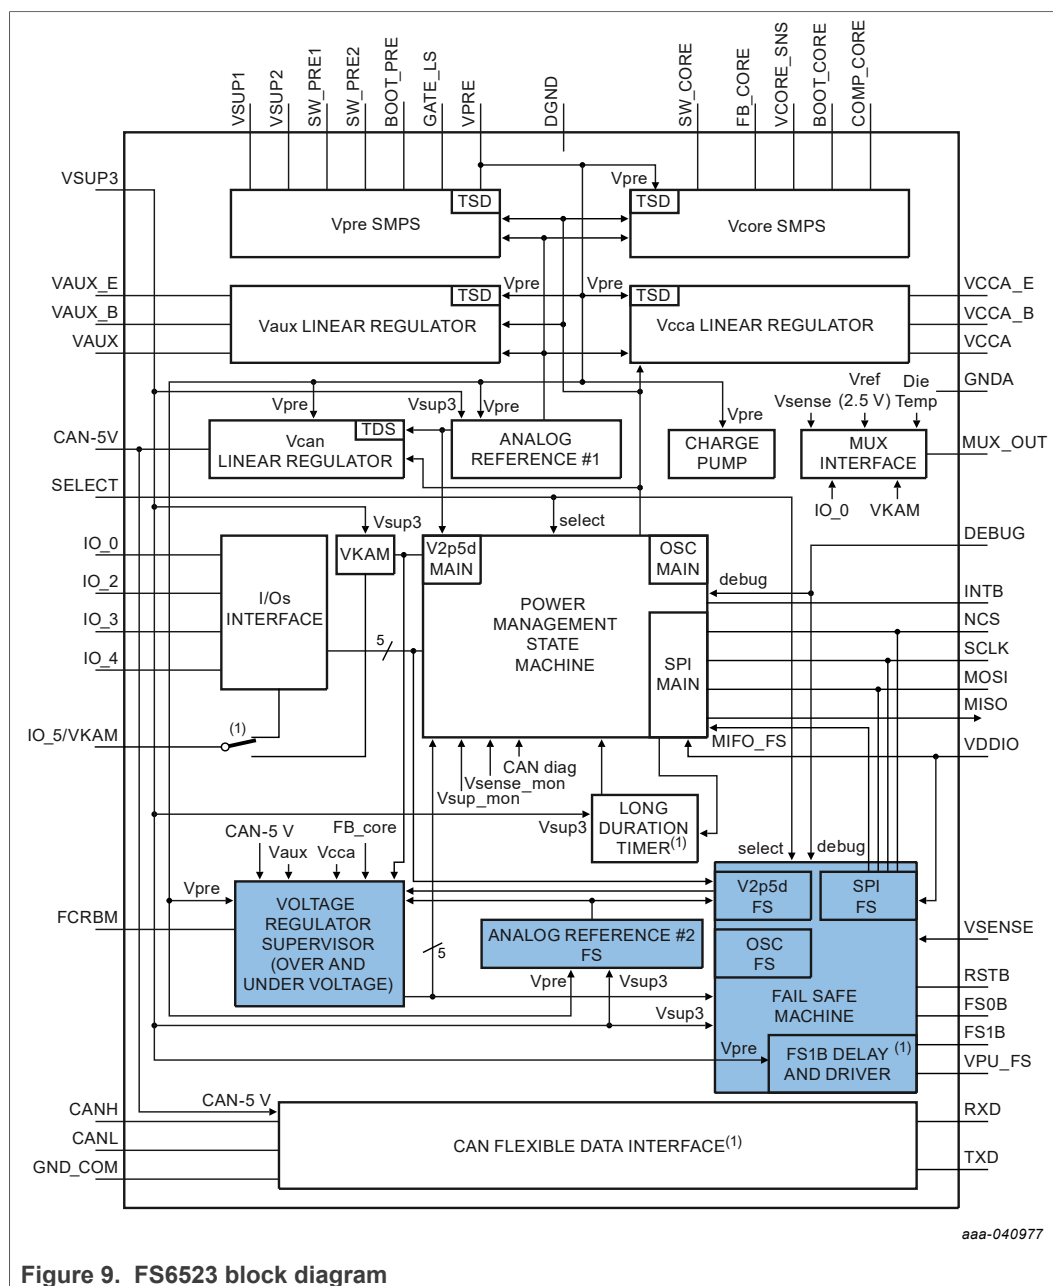 VSUP1
VSUP2
SW_PRE1
SW_PRE2
BOOT_PRE
GATE_LS
VPRE
DGND
SW_CORE
FB_CORE
VCORE_SNS
BOOT_CORE
COMP_CORE
VSUP3
Vpre
TSD
TSD
Vpre SMPS
Vcore SMPS
VAUX_E
Vpre
Vpre
VCCA_E
TSD
TSD
VAUX_B
Vaux LINEAR REGULATOR
Vcca LINEAR REGULATOR
VCCA_B
VAUX
VCCA
GNDA
Vpre
Vsup3
Vpre
Vpre
Vsense
Vref
(2.5 V)
Die
Temp
CAN-5V
TDS
Vcan
LINEAR REGULATOR
ANALOG
REFERENCE #1
CHARGE
PUMP
MUX
INTERFACE
MUX_OUT
SELECT
IO_0
VKAM
Vsup3
select
IO_0
VKAM
V2p5d
MAIN
OSC
MAIN
DEBUG
debug
IO_2
INTB
I/Os
INTERFACE
POWER
MANAGEMENT
STATE
MACHINE
IO_3
NCS
5
SPI
MAIN
SCLK
IO_4
MOSI
MISO
IO_5/VKAM
(1)
MIFO_FS
VDDIO
CAN diag
Vsense_mon
Vsup_mon
Vsup3
LONG
DURATION
TIMER(1)
CAN-5 V
FB_core
Vaux
Vcca
select
debug
Vpre
V2p5d
FS
SPI
FS
FCRBM
VOLTAGE
REGULATOR
SUPERVISOR
(OVER AND
UNDER VOLTAGE)
5
ANALOG REFERENCE #2
FS
OSC
FS
VSENSE
Vpre
Vsup3
RSTB
FAIL SAFE
MACHINE
Vsup3
FS0B
FS1B
Vpre
FS1B DELAY (1)
AND DRIVER
VPU_FS
CAN-5 V
CANH
RXD
CANL
CAN FLEXIBLE DATA INTERFACE(1)
GND_COM
TXD
aaa-040977
Figure 9. FS6523 block diagram